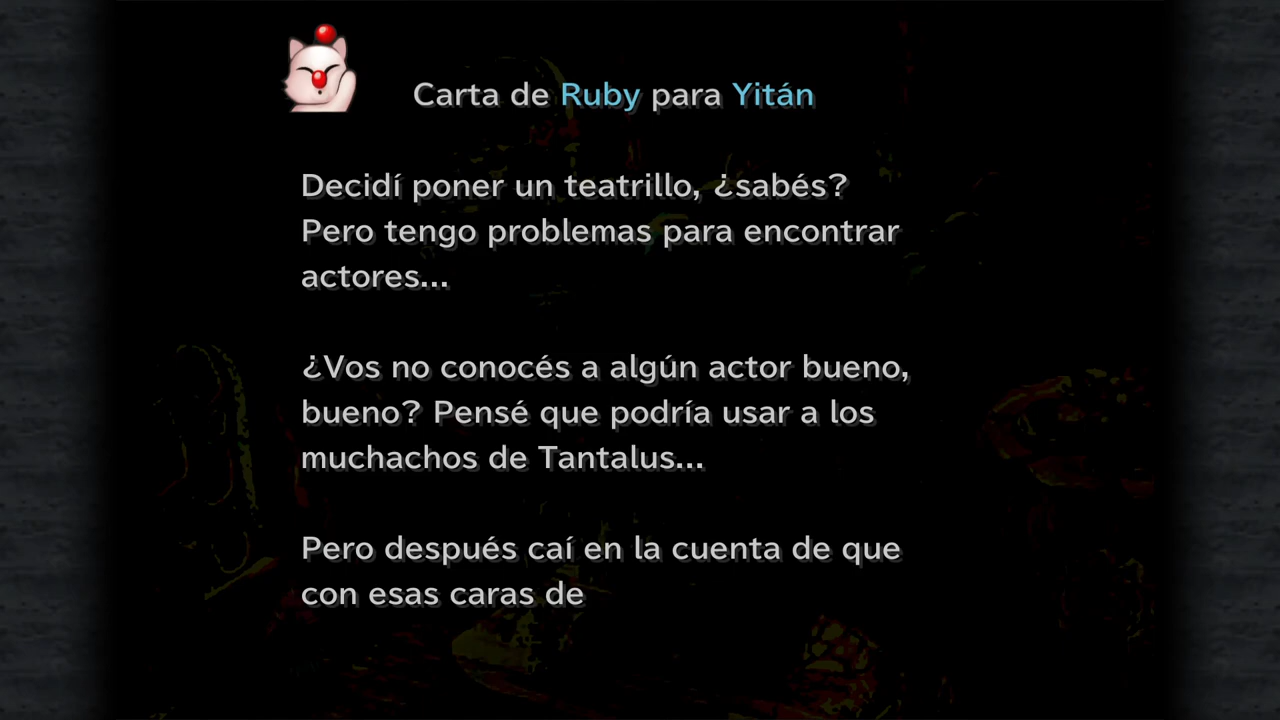 Carta de Ruby para Yitán
Decidí poner un teatrillo, ¿sabés?
Pero tengo problemas para encontrar
actores...
¿Vos no conocés a algún actor bueno,
bueno? Pensé que podría usar a los
muchachos de Tantalus...
Pero después caí en la cuenta de que
con esas caras de